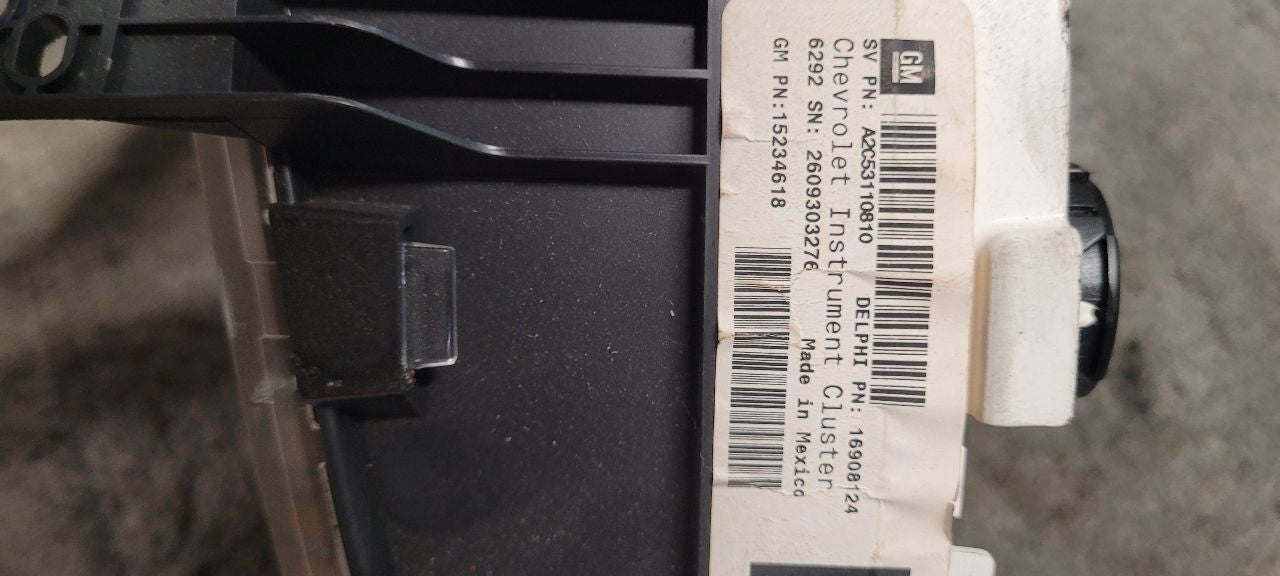 GM
SV PN: A2C53110810 DELPHI PN: 16908124
Chevrolet Instrument Cluster
6292 SN: 2609303276 Made in Mexico
GM PN:15234618